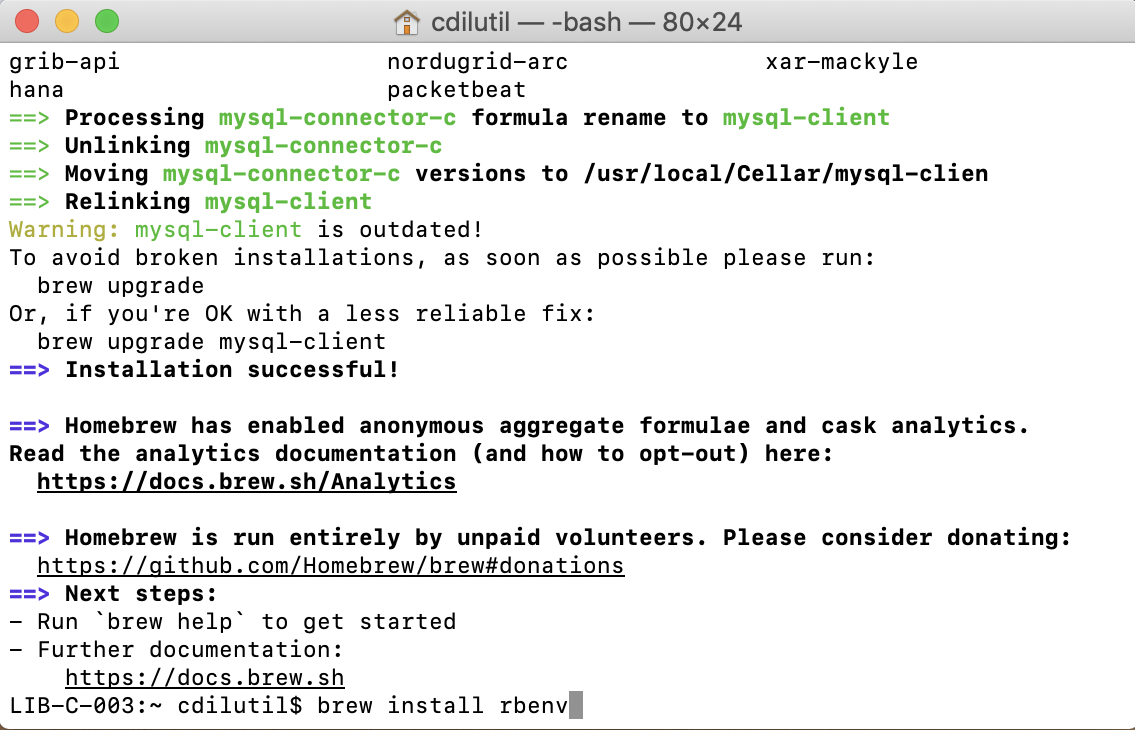 cdilutil — -bash — 80×24
grib-api nordugrid-arc xar-mackyle
hana packetbeat
==> Processing mysql-connector-c formula rename to mysql-client
==> Unlinking mysql-connector-c
==> Moving mysql-connector-c versions to /usr/local/Cellar/mysql-clien
==> Relinking mysql-client
Warning: mysql-client is outdated!
To avoid broken installations, as soon as possible please run:
  brew upgrade
Or, if you're OK with a less reliable fix:
  brew upgrade mysql-client
==> Installation successful!

==> Homebrew has enabled anonymous aggregate formulae and cask analytics.
Read the analytics documentation (and how to opt-out) here:
  https://docs.brew.sh/Analytics

==> Homebrew is run entirely by unpaid volunteers. Please consider donating:
  https://github.com/Homebrew/brew#donations
==> Next steps:
- Run `brew help` to get started
- Further documentation:
    https://docs.brew.sh
LIB-C-003:~ cdilutil$ brew install rbenv